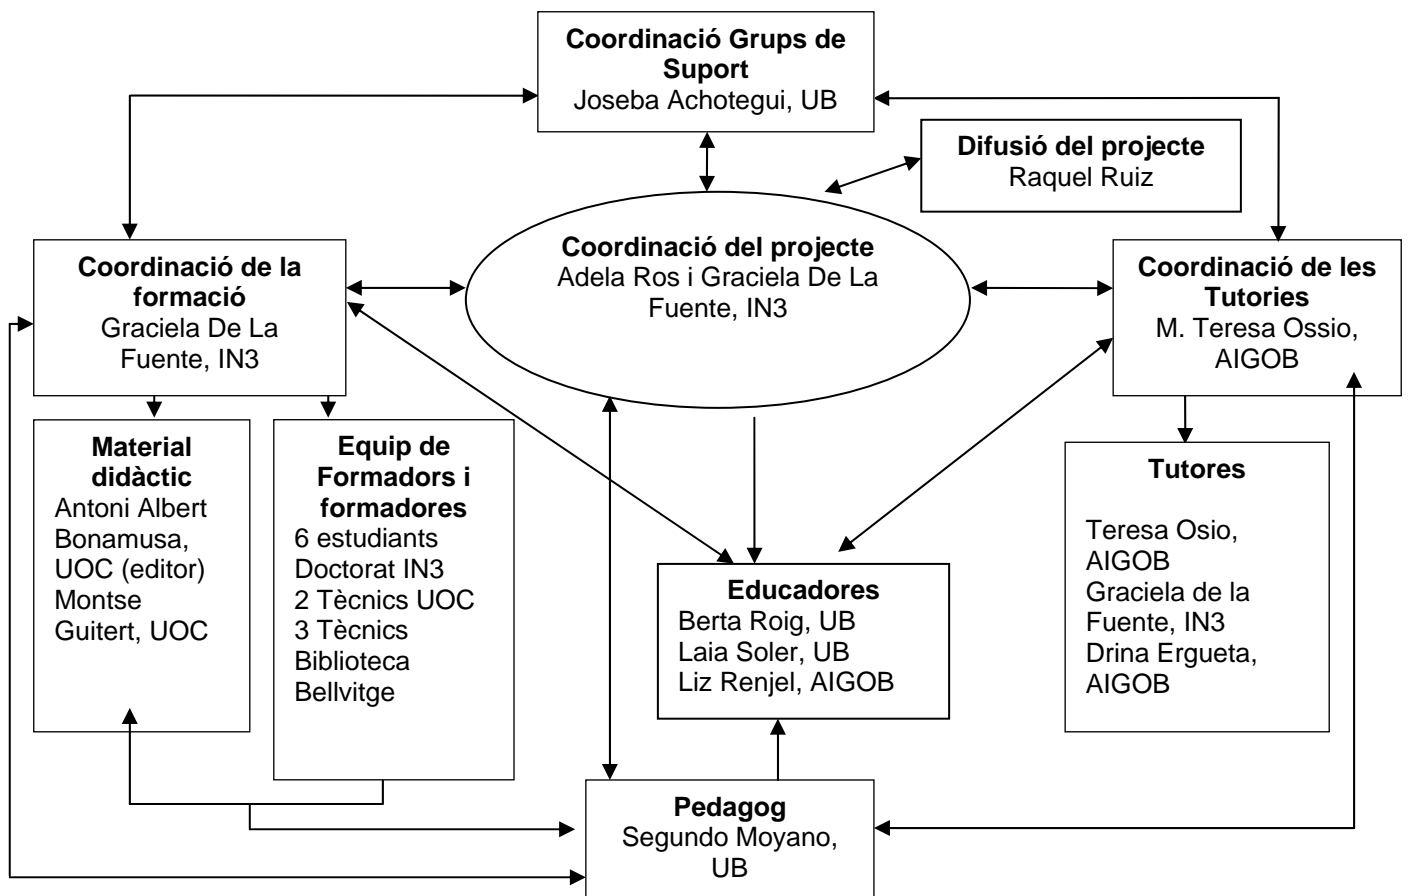 Coordinació Grups de
Suport
Joseba Achotegui, UB
Difusió del projecte
Raquel Ruiz
Coordinació del projecte
Adela Ros i Graciela De La
Fuente, IN3
Coordinació de la
formació
Graciela De La
Fuente, IN3
Coordinació de les
Tutories
M. Teresa Ossio,
AIGOB
Material
didàctic
Antoni Albert
Bonamusa,
UOC (editor)
Montse
Guitert, UOC
Equip de
Formadors i
formadores
6 estudiants
Doctorat IN3
2 Tècnics UOC
3 Tècnics
Biblioteca
Bellvitge
Educadores
Berta Roig, UB
Laia Soler, UB
Liz Renjel, AIGOB
Tutores
Teresa Osio,
AIGOB
Graciela de la
Fuente, IN3
Drina Ergueta,
AIGOB
Pedagog
Segundo Moyano,
UB